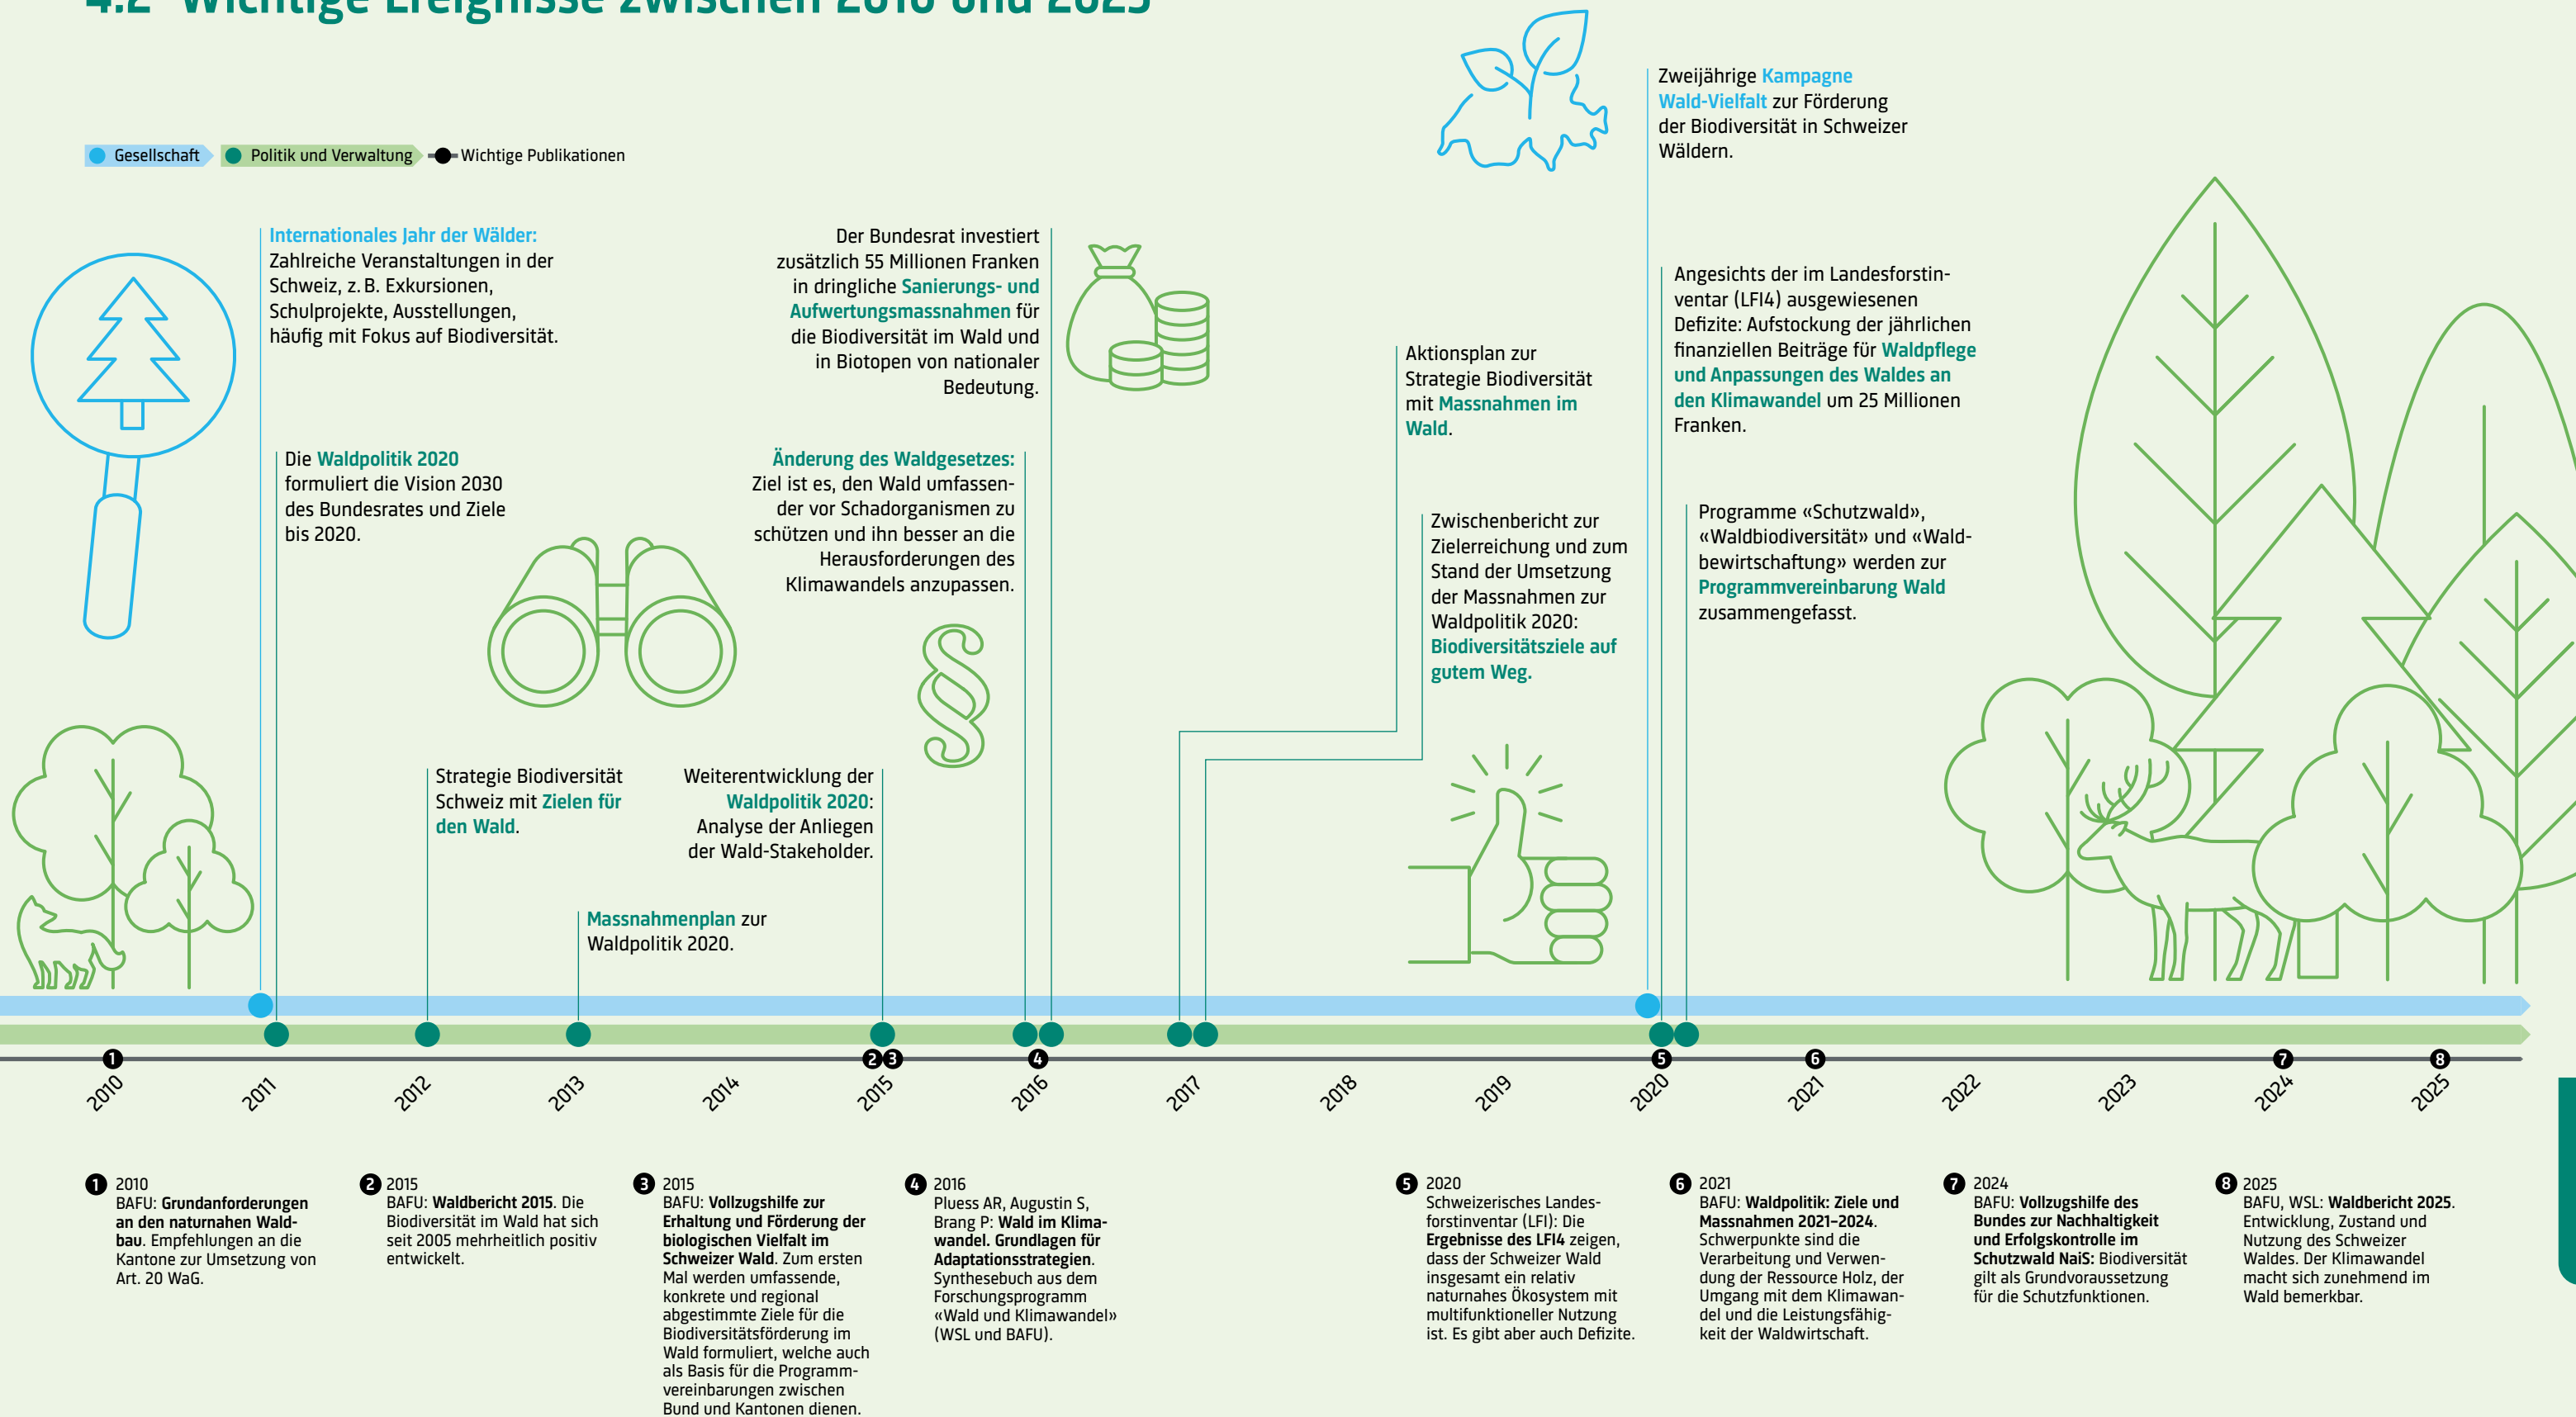 4.2 Wichtige Ereignisse zwischen 2010 und 2025
Gesellschaft
Politik und Verwaltung
Wichtige Publikationen
Internationales Jahr der Wälder:
Zahlreiche Veranstaltungen in der
Schweiz, z. B. Exkursionen,
Schulprojekte, Ausstellungen,
häufig mit Fokus auf Biodiversität.
Die Waldpolitik 2020
formuliert die Vision 2030
des Bundesrates und Ziele
bis 2020.
Strategie Biodiversität
Schweiz mit Zielen für
den Wald.
Massnahmenplan zur
Waldpolitik 2020.
Weiterentwicklung der
Waldpolitik 2020:
Analyse der Anliegen
der Wald-Stakeholder.
Änderung des Waldgesetzes:
Ziel ist es, den Wald umfassen-
der vor Schadorganismen zu
schützen und ihn besser an die
Herausforderungen des
Klimawandels anzupassen.
Der Bundesrat investiert
zusätzlich 55 Millionen Franken
in dringliche Sanierungs- und
Aufwertungsmassnahmen für
die Biodiversität im Wald und
in Biotopen von nationaler
Bedeutung.
Aktionsplan zur
Strategie Biodiversität
mit Massnahmen im
Wald.
Zwischenbericht zur
Zielerreichung und zum
Stand der Umsetzung
der Massnahmen zur
Waldpolitik 2020:
Biodiversitätsziele auf
gutem Weg.
Zweijährige Kampagne
Wald-Vielfalt zur Förderung
der Biodiversität in Schweizer
Wäldern.
Angesichts der im Landesforstin-
ventar (LFI4) ausgewiesenen
Defizite: Aufstockung der jährlichen
finanziellen Beiträge für Waldpflege
und Anpassungen des Waldes an
den Klimawandel um 25 Millionen
Franken.
Programme «Schutzwald»,
«Waldbiodiversität» und «Wald-
bewirtschaftung» werden zur
Programmvereinbarung Wald
zusammengefasst.
§
1 2 3 4 5 6 7 8
2010 2011 2012 2013 2014 2015 2016 2017 2018 2019 2020 2021 2022 2023 2024 2025
1 2010
BAFU: Grundanforderungen
an den naturnahen Wald-
bau. Empfehlungen an die
Kantone zur Umsetzung von
Art. 20 WaG.
2 2015
BAFU: Waldbericht 2015. Die
Biodiversität im Wald hat sich
seit 2005 mehrheitlich positiv
entwickelt.
3 2015
BAFU: Vollzugshilfe zur
Erhaltung und Förderung der
biologischen Vielfalt im
Schweizer Wald. Zum ersten
Mal werden umfassende,
konkrete und regional
abgestimmte Ziele für die
Biodiversitätsförderung im
Wald formuliert, welche auch
als Basis für die Programm-
vereinbarungen zwischen
Bund und Kantonen dienen.
4 2016
Pluess AR, Augustin S,
Brang P: Wald im Klima-
wandel. Grundlagen für
Adaptationsstrategien.
Synthesebuch aus dem
Forschungsprogramm
«Wald und Klimawandel»
(WSL und BAFU).
5 2020
Schweizerisches Landes-
forstinventar (LFI): Die
Ergebnisse des LFI4 zeigen,
dass der Schweizer Wald
insgesamt ein relativ
naturnahes Ökosystem mit
multifunktioneller Nutzung
ist. Es gibt aber auch Defizite.
6 2021
BAFU: Waldpolitik: Ziele und
Massnahmen 2021–2024.
Schwerpunkte sind die
Verarbeitung und Verwen-
dung der Ressource Holz, der
Umgang mit dem Klimawan-
del und die Leistungsfähig-
keit der Waldwirtschaft.
7 2024
BAFU: Vollzugshilfe des
Bundes zur Nachhaltigkeit
und Erfolgskontrolle im
Schutzwald NaiS: Biodiversität
gilt als Grundvoraussetzung
für die Schutzfunktionen.
8 2025
BAFU, WSL: Waldbericht 2025.
Entwicklung, Zustand und
Nutzung des Schweizer
Waldes. Der Klimawandel
macht sich zunehmend im
Wald bemerkbar.